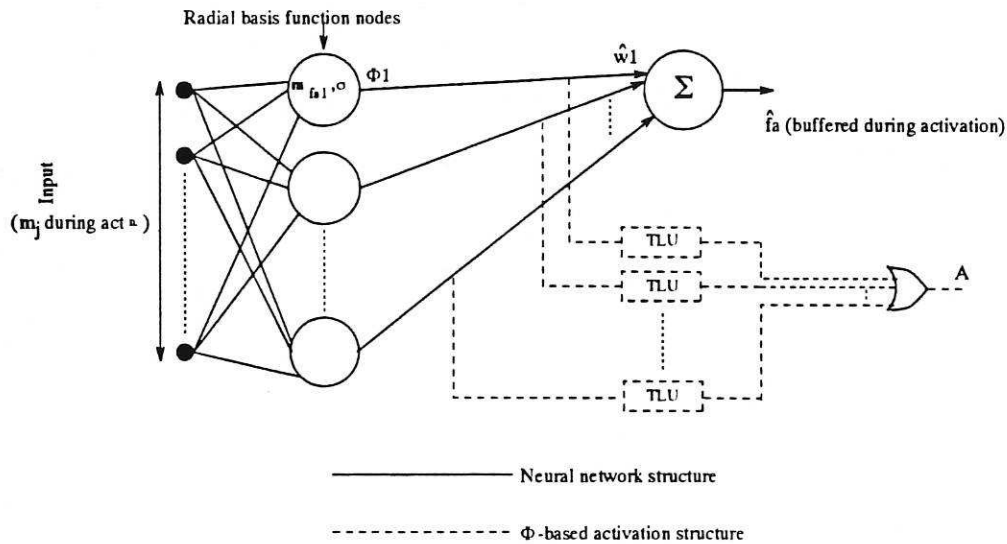 Radial basis function nodes
m fa1 , σ
Φ1
ŵ1
Σ
f̂a (buffered during activation)
Input
(mj during act n. )
TLU
TLU
TLU
A
Neural network structure
Φ-based activation structure